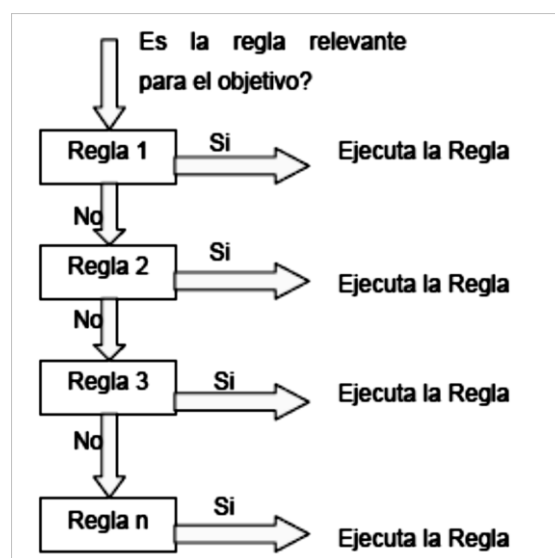 Es la regla relevante
para el objetivo?
Regla 1
Si
Ejecuta la Regla
No
Regla 2
Si
Ejecuta la Regla
No
Regla 3
Si
Ejecuta la Regla
No
Regla n
Si
Ejecuta la Regla